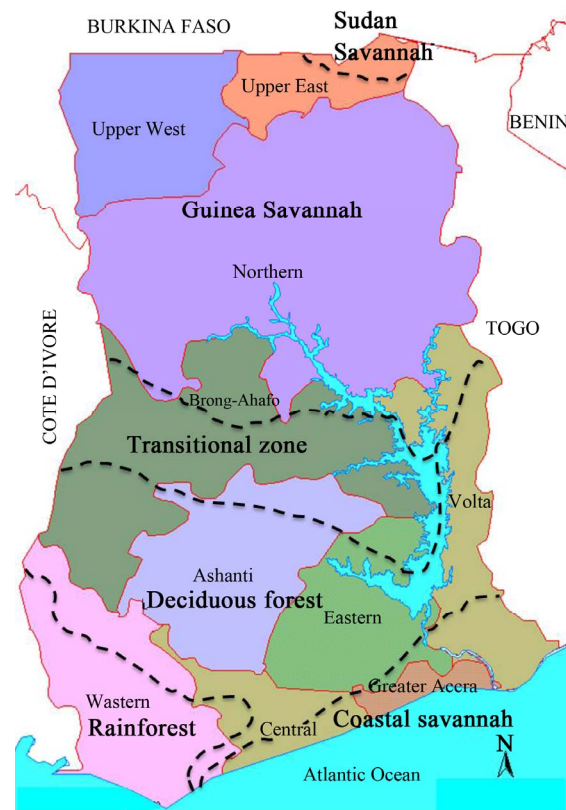 BURKINA FASO
Sudan
Savannah
Upper East
Upper West
BENIN
Guinea Savannah
Northern
TOGO
COTE D'IVORE
Brong-Ahafo
Transitional zone
Volta
Ashanti
Deciduous forest
Eastern
Wastern
Rainforest
Greater Accra
Central
Coastal savannah
N
Atlantic Ocean